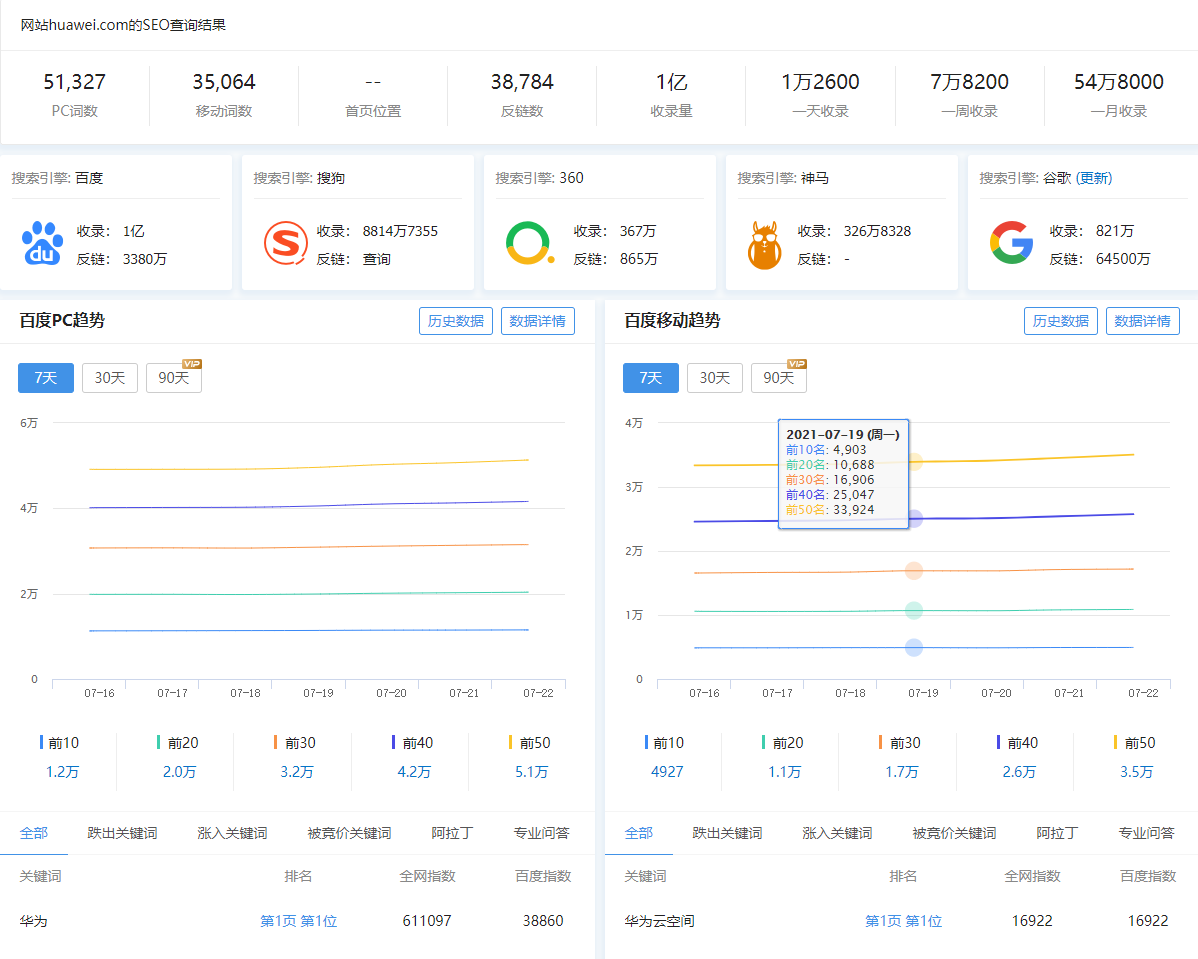 网站huawei.com的SEO查询结果
51,327 35,064 -- 38,784 1亿 1万2600 7万8200 54万8000
PC词数 移动词数 首页位置 反链数 收录量 一天收录 一周收录 一月收录
搜索引擎: 百度 搜索引擎: 搜狗 搜索引擎: 360 搜索引擎: 神马 搜索引擎: 谷歌 (更新)
du 收录: 1亿 S 收录: 8814万7355 收录: 367万 收录: 326万8328 G 收录: 821万
反链: 3380万 反链: 查询 反链: 865万 反链: - 反链: 64500万
百度PC趋势 历史数据 数据详情
7天 30天 90天 VIP
6万
4万
2万
0
07-16 07-17 07-18 07-19 07-20 07-21 07-22
前10 前20 前30 前40 前50
1.2万 2.0万 3.2万 4.2万 5.1万
全部 跌出关键词 涨入关键词 被竞价关键词 阿拉丁 专业问答
关键词 排名 全网指数 百度指数
华为 第1页 第1位 611097 38860
百度移动趋势 历史数据 数据详情
7天 30天 90天 VIP
4万
3万
2万
1万
0
2021-07-19 (周一)
前10名: 4,903
前20名: 10,688
前30名: 16,906
前40名: 25,047
前50名: 33,924
07-16 07-17 07-18 07-19 07-20 07-21 07-22
前10 前20 前30 前40 前50
4927 1.1万 1.7万 2.6万 3.5万
全部 跌出关键词 涨入关键词 被竞价关键词 阿拉丁 专业问答
关键词 排名 全网指数 百度指数
华为云空间 第1页 第1位 16922 16922